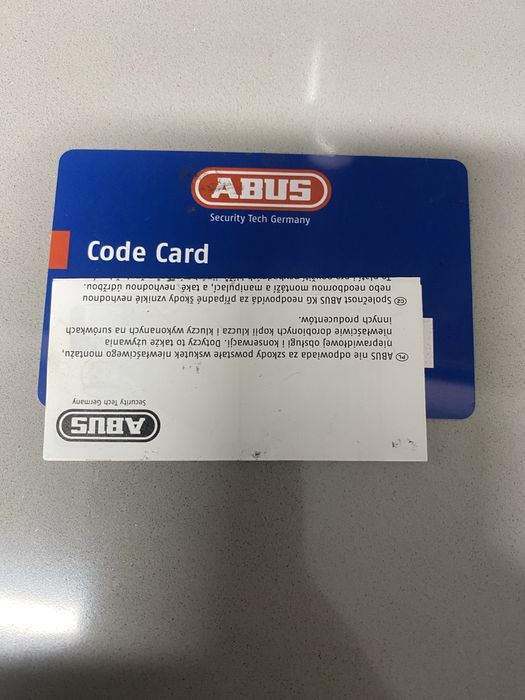 ABUS
Security Tech Germany
Code Card
ABUS
Security Tech Germany
PL ABUS nie odpowiada za szkody powstałe wskutek niewłaściwego montażu,
nieprawidłowej obsługi i konserwacji. Dotyczy to także używania
niewłaściwie dorobionych kopii klucza i kluczy wykonanych na surówkach
innych producentów.
CZ Společnost ABUS KG neodpovídá za případné škody vzniklé nevhodnou
nebo neodbornou montáží a manipulací, a také nevhodnou údržbou.